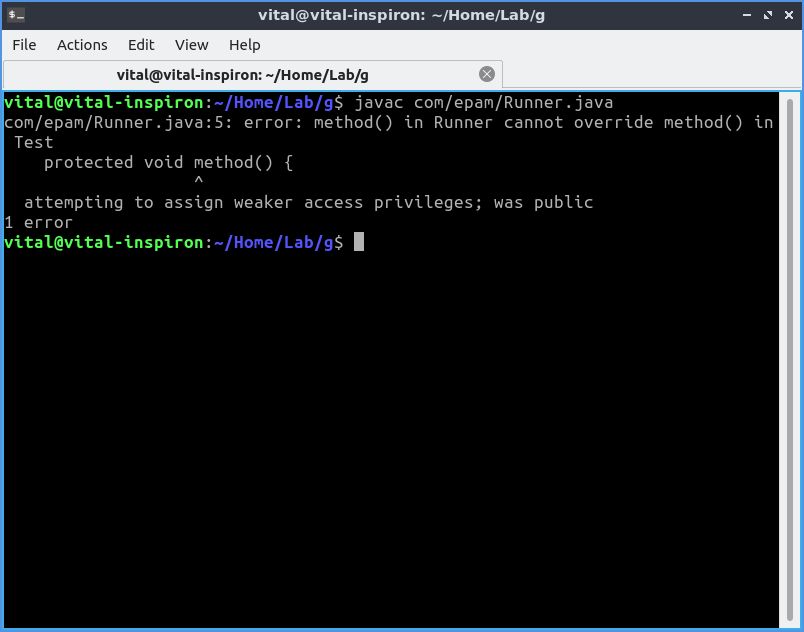 vital@vital-inspiron: ~/Home/Lab/g
File Actions Edit View Help
vital@vital-inspiron: ~/Home/Lab/g
vital@vital-inspiron:~/Home/Lab/g$ javac com/epam/Runner.java
com/epam/Runner.java:5: error: method() in Runner cannot override method() in
 Test
    protected void method() {
                   ^
  attempting to assign weaker access privileges; was public
1 error
vital@vital-inspiron:~/Home/Lab/g$